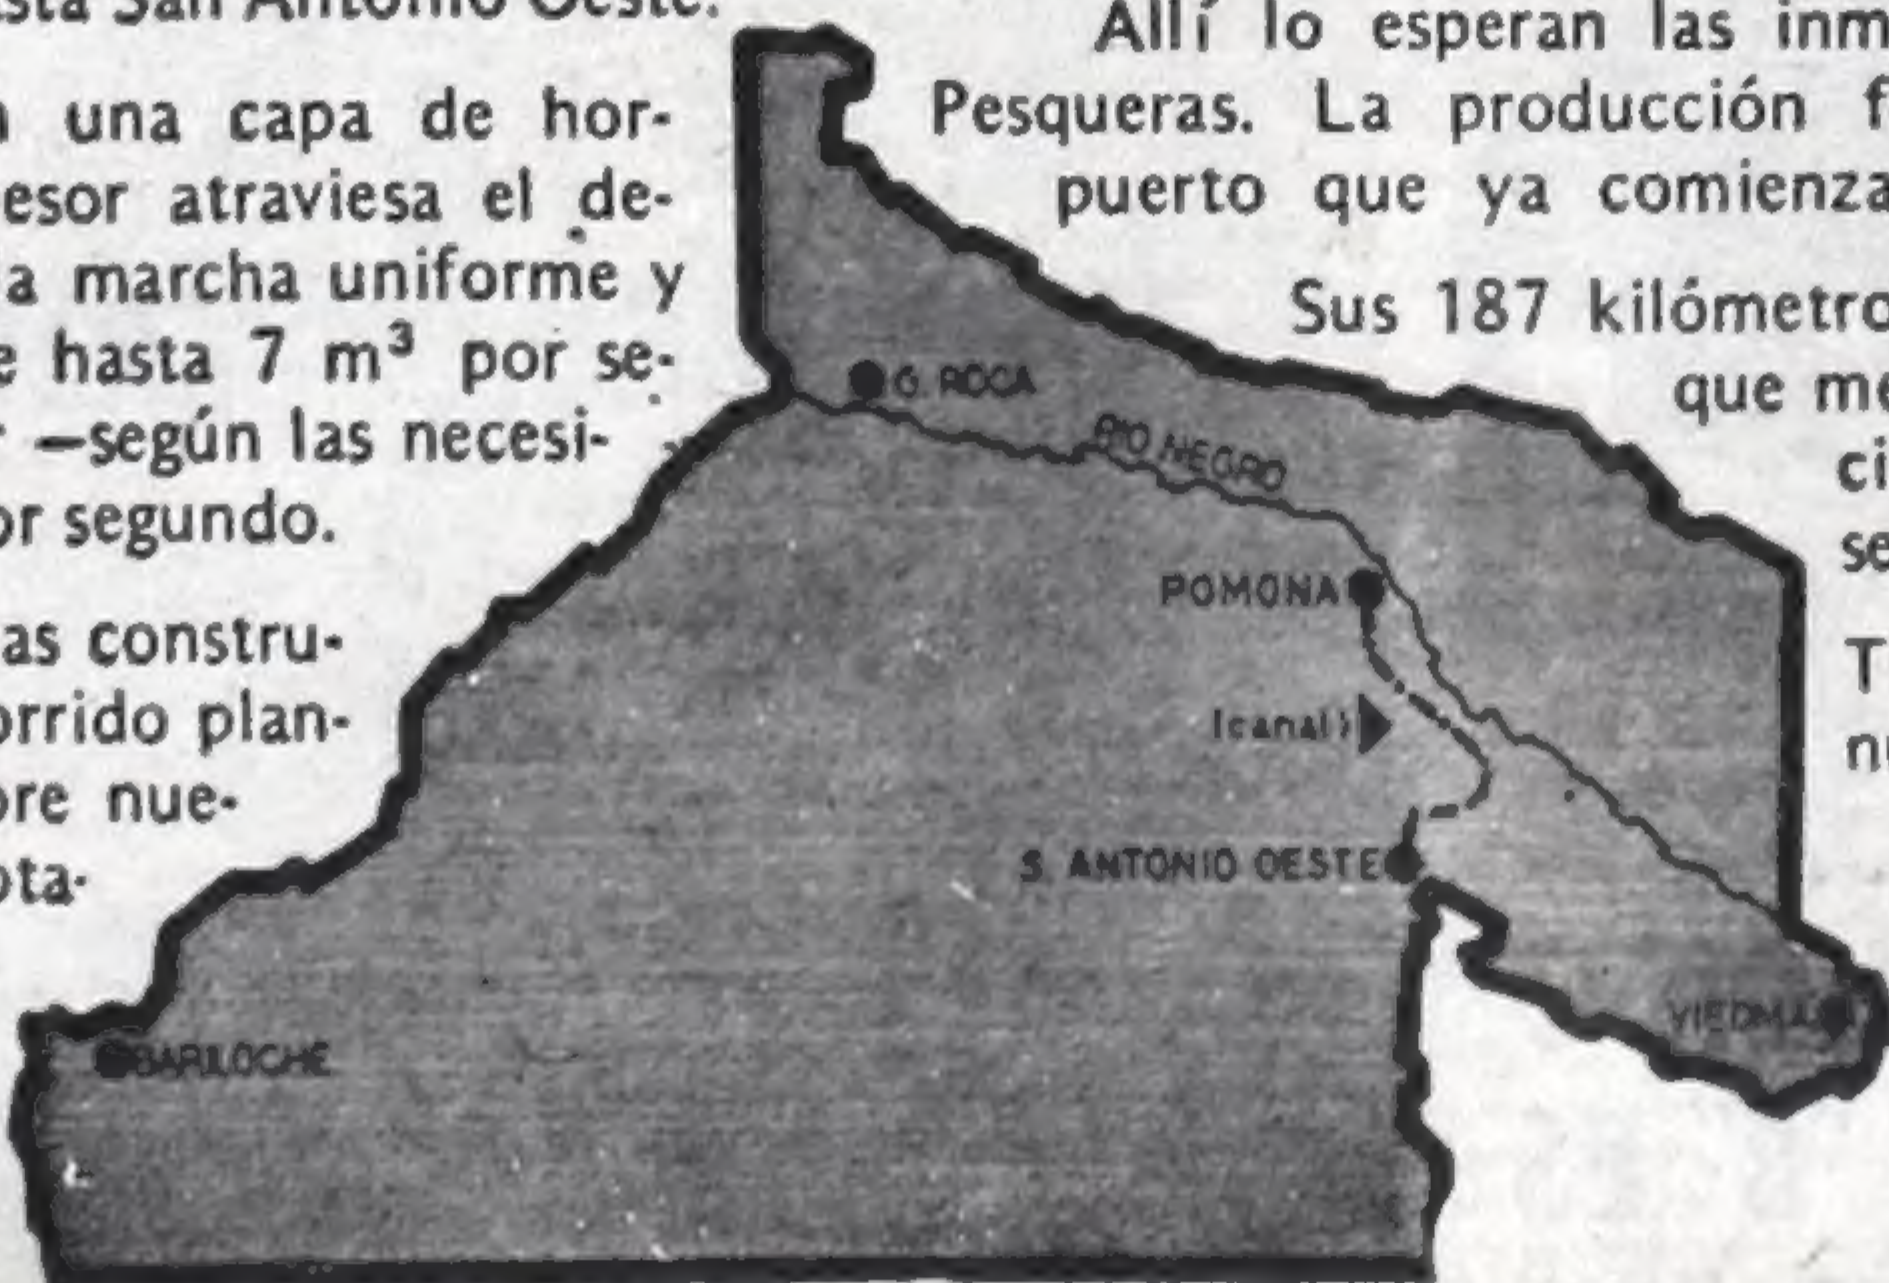 sta San Antonio Oeste.
una capa de hor-
esor atraviesa el de-
a marcha uniforme y
e hasta 7 m³ por se-
r —según las necesi-
or segundo.
as constru-
orrido plan-
bre nue-
ota-
Allí lo esperan las inm
Pesqueras. La producción f
puerto que ya comienza
Sus 187 kilómetro
que me
ci
se
T
nu
G. ROCA
RIO NEGRO
POMONA
(canal)
S. ANTONIO OESTE
VIEDMA
BARILOCHE